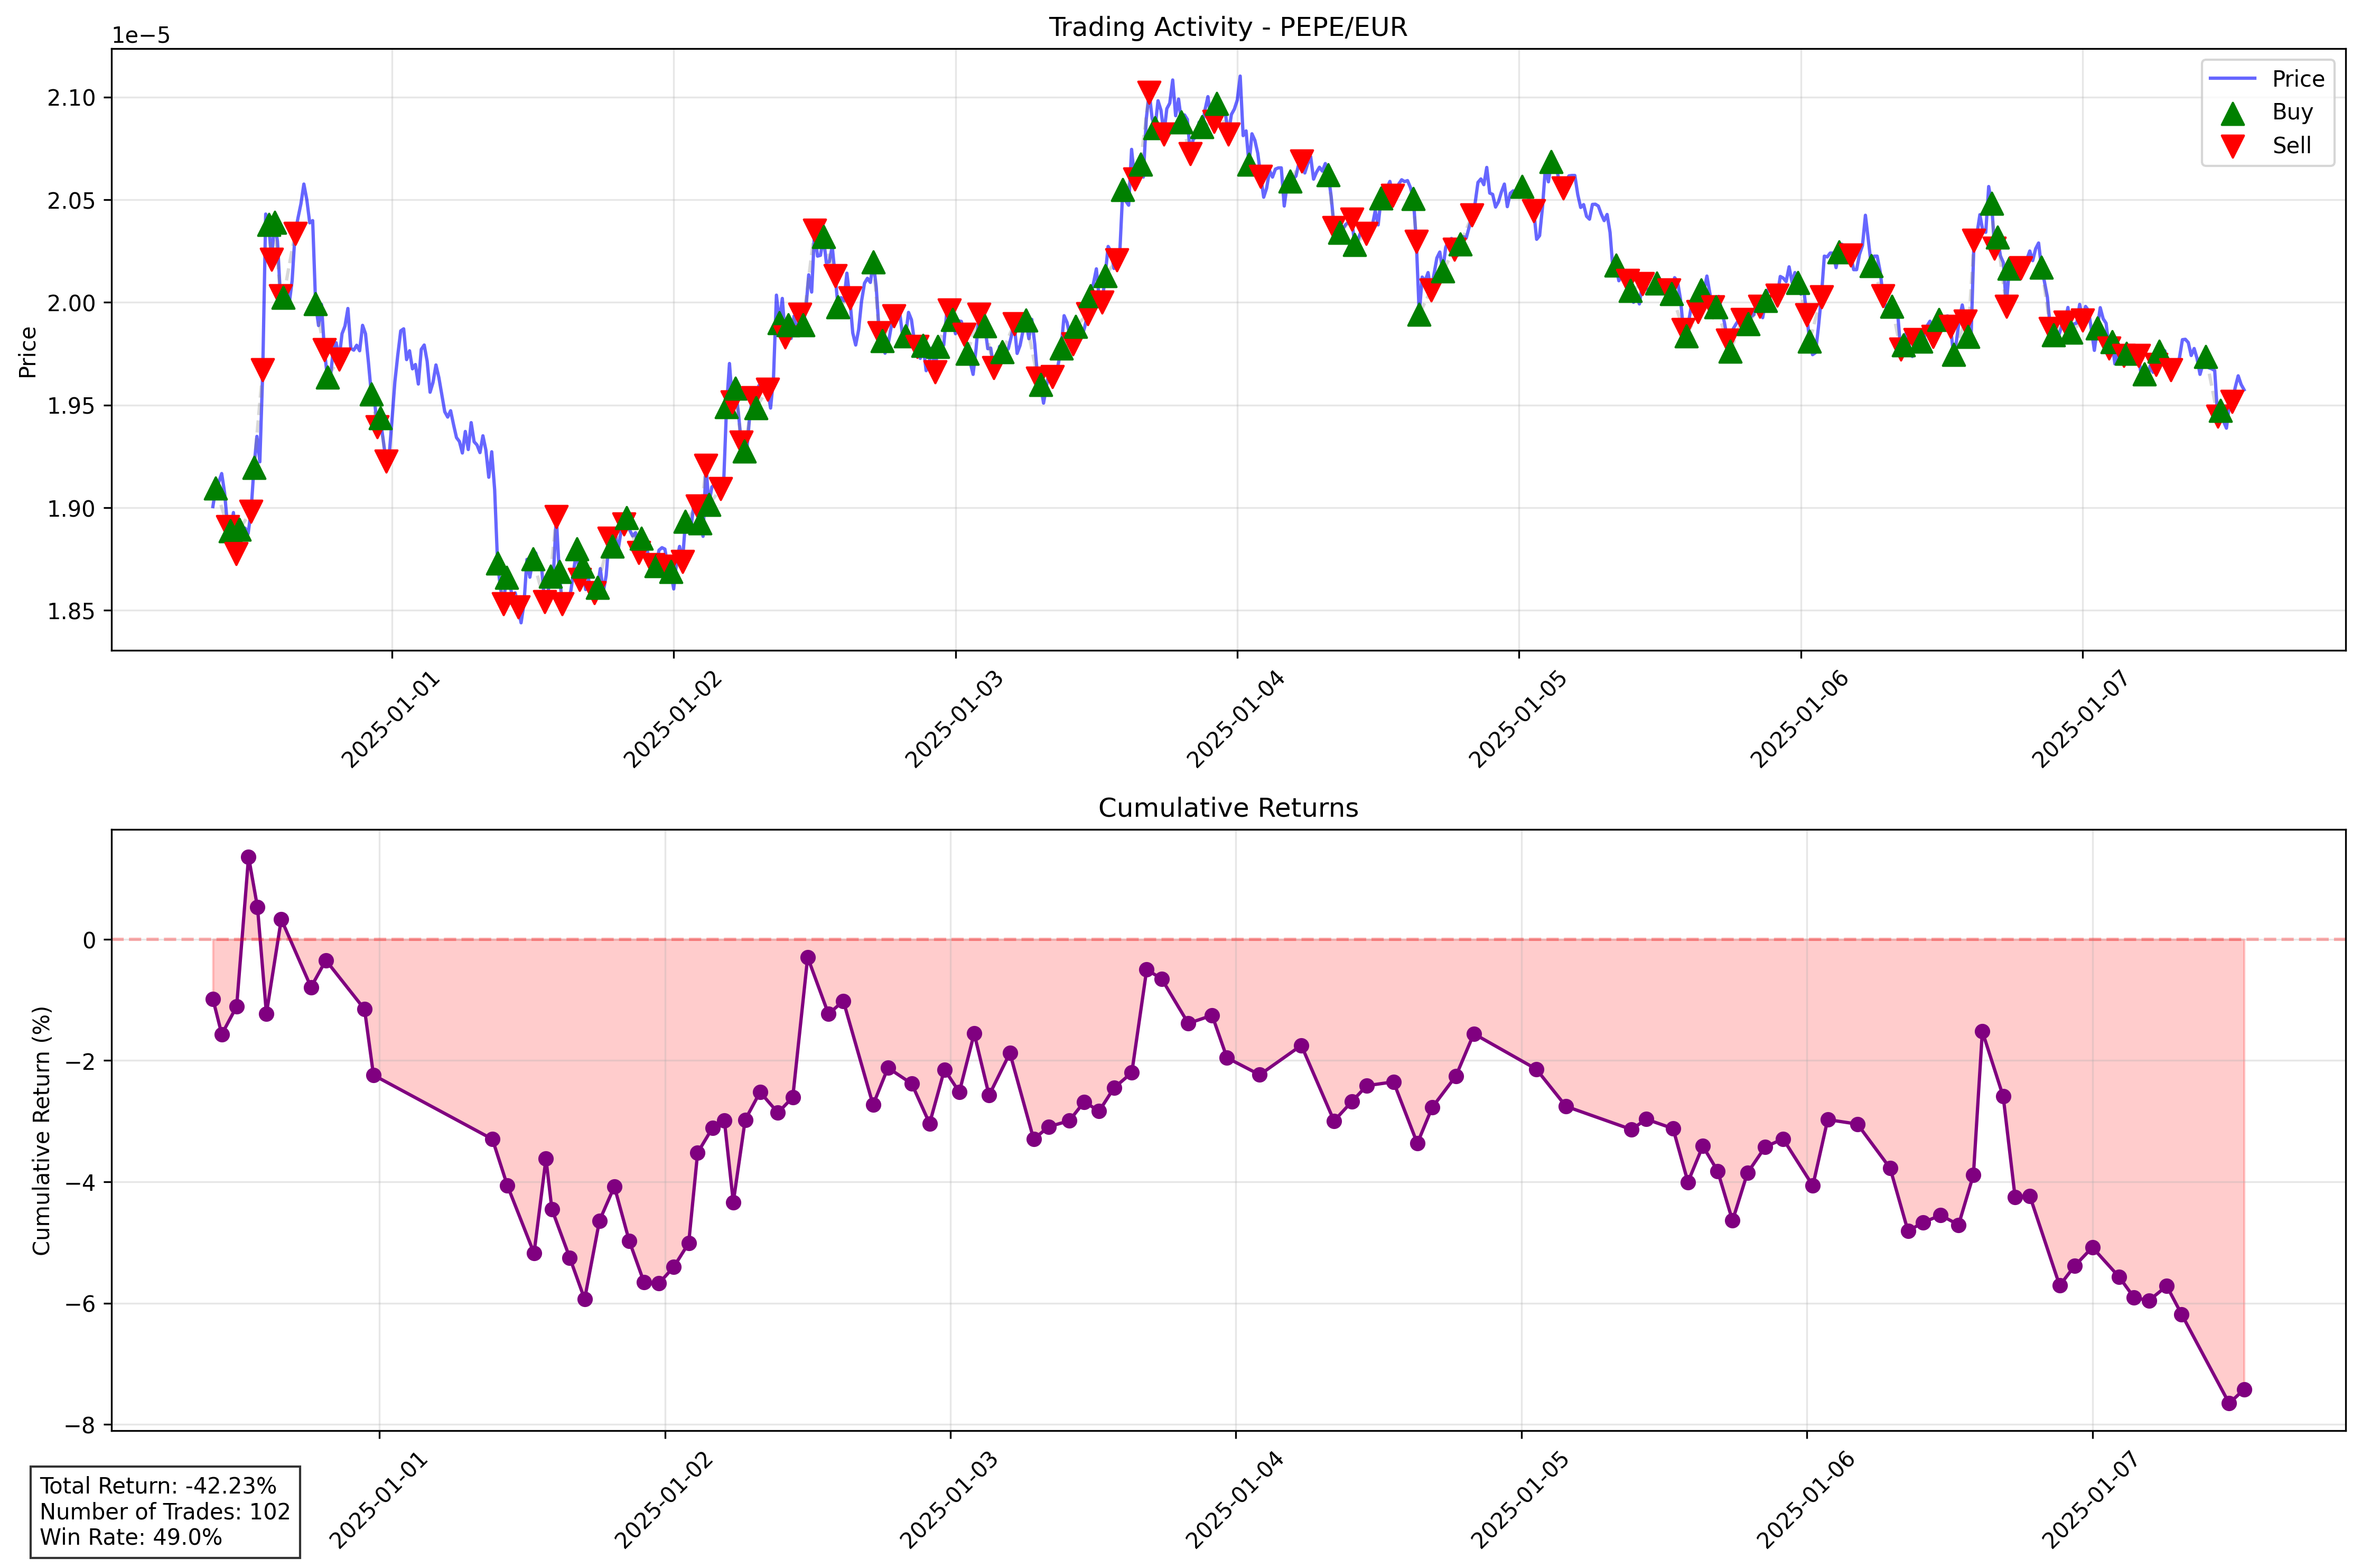 Trading Activity - PEPE/EUR
1e−5
Price
2.10
2.05
2.00
1.95
1.90
1.85
Price
Buy
Sell
2025-01-01
2025-01-02
2025-01-03
2025-01-04
2025-01-05
2025-01-06
2025-01-07
Cumulative Returns
Cumulative Return (%)
0
−2
−4
−6
−8
2025-01-01
2025-01-02
2025-01-03
2025-01-04
2025-01-05
2025-01-06
2025-01-07
Total Return: -42.23%
Number of Trades: 102
Win Rate: 49.0%